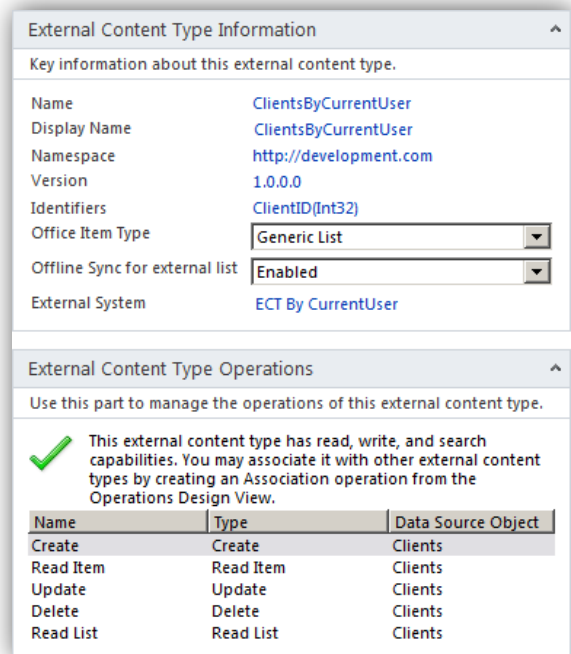 External Content Type Information
Key information about this external content type.
Name ClientsByCurrentUser
Display Name ClientsByCurrentUser
Namespace http://development.com
Version 1.0.0.0
Identifiers ClientID(Int32)
Office Item Type Generic List
Offline Sync for external list Enabled
External System ECT By CurrentUser
External Content Type Operations
Use this part to manage the operations of this external content type.
This external content type has read, write, and search
capabilities. You may associate it with other external content
types by creating an Association operation from the
Operations Design View.
Name Type Data Source Object
Create Create Clients
Read Item Read Item Clients
Update Update Clients
Delete Delete Clients
Read List Read List Clients